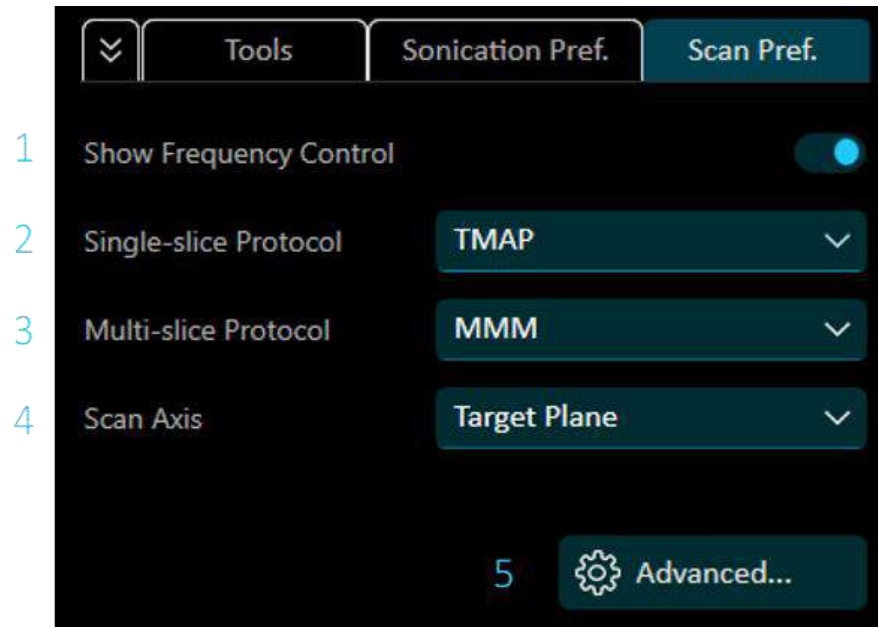 Tools Sonication Pref. Scan Pref.
1 Show Frequency Control
2 Single-slice Protocol TMAP
3 Multi-slice Protocol MMM
4 Scan Axis Target Plane
5 Advanced...